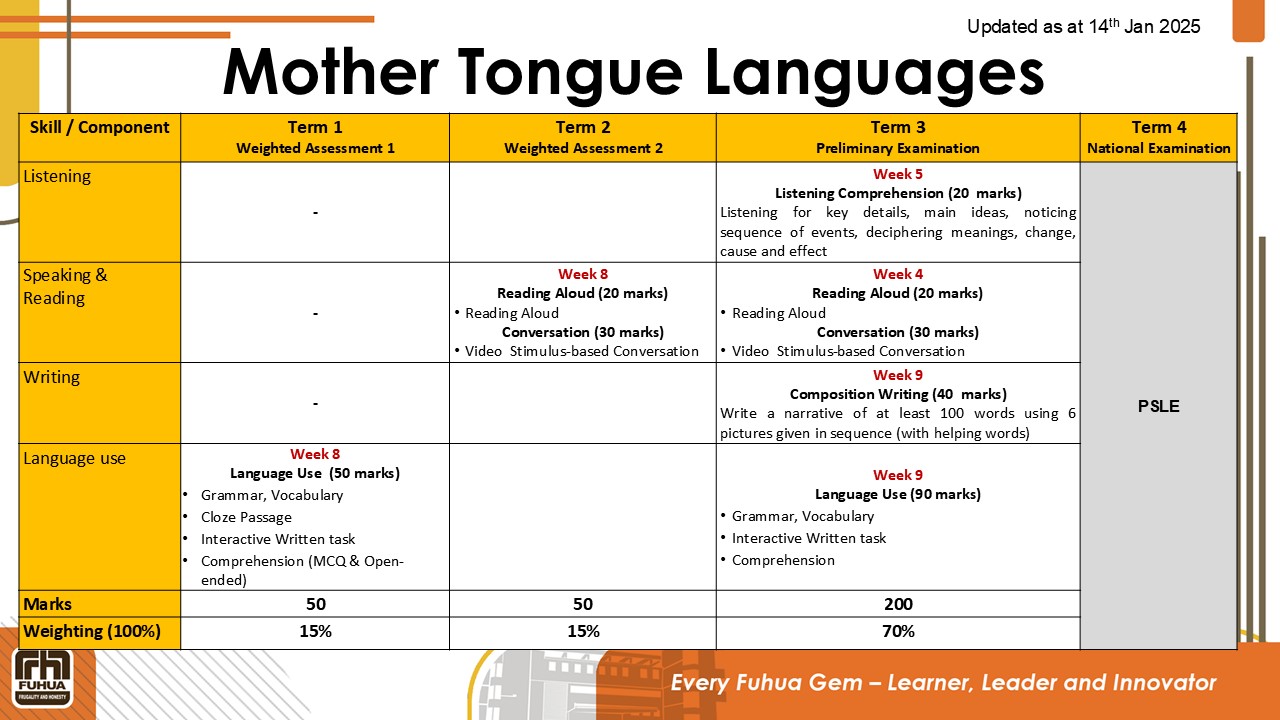 Updated as at 14th Jan 2025
Mother Tongue Languages
Skill / Component
Term 1
Weighted Assessment 1
Term 2
Weighted Assessment 2
Term 3
Preliminary Examination
Term 4
National Examination
Listening
-
Week 5
Listening Comprehension (20 marks)
Listening for key details, main ideas, noticing
sequence of events, deciphering meanings, change,
cause and effect
Speaking &
Reading
-
Week 8
Reading Aloud (20 marks)
• Reading Aloud
Conversation (30 marks)
• Video Stimulus-based Conversation
Week 4
Reading Aloud (20 marks)
• Reading Aloud
Conversation (30 marks)
• Video Stimulus-based Conversation
Writing
-
Week 9
Composition Writing (40 marks)
Write a narrative of at least 100 words using 6
pictures given in sequence (with helping words)
PSLE
Language use
Week 8
Language Use (50 marks)
• Grammar, Vocabulary
• Cloze Passage
• Interactive Written task
• Comprehension (MCQ & Open-
ended)
Week 9
Language Use (90 marks)
• Grammar, Vocabulary
• Interactive Written task
• Comprehension
Marks
50
50
200
Weighting (100%)
15%
15%
70%
FUHUA
FRUGALITY AND HONESTY
Every Fuhua Gem – Learner, Leader and Innovator